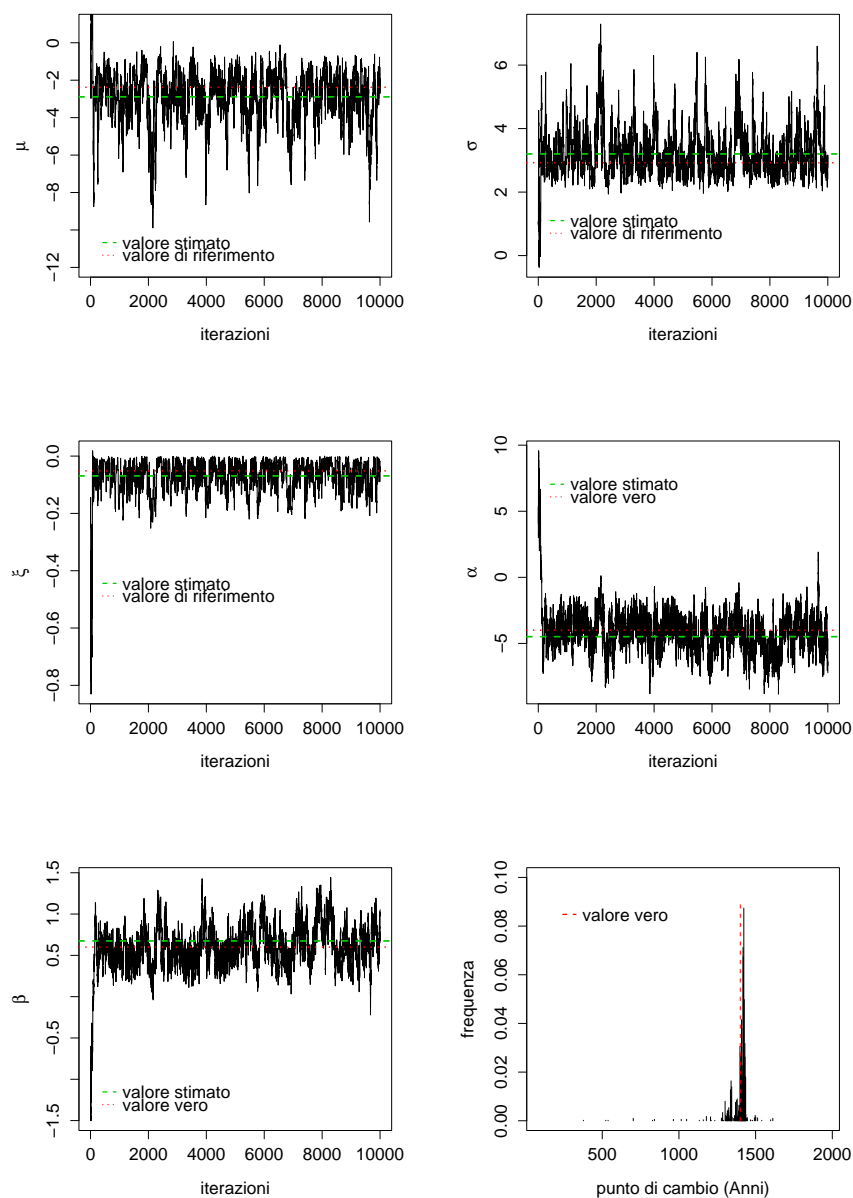 0
−2
−4
−6
−8
−12
μ
valore stimato
valore di riferimento
0 2000 4000 6000 8000 10000
iterazioni
6
4
2
0
σ
valore stimato
valore di riferimento
0 2000 4000 6000 8000 10000
iterazioni
0.0
−0.2
−0.4
−0.6
−0.8
ξ
valore stimato
valore di riferimento
0 2000 4000 6000 8000 10000
iterazioni
10
5
0
−5
α
valore stimato
valore vero
0 2000 4000 6000 8000 10000
iterazioni
1.5
1.0
0.5
−0.5
−1.5
β
valore stimato
valore vero
0 2000 4000 6000 8000 10000
iterazioni
0.10
0.08
0.06
0.04
0.02
0.00
frequenza
valore vero
500 1000 1500 2000
punto di cambio (Anni)